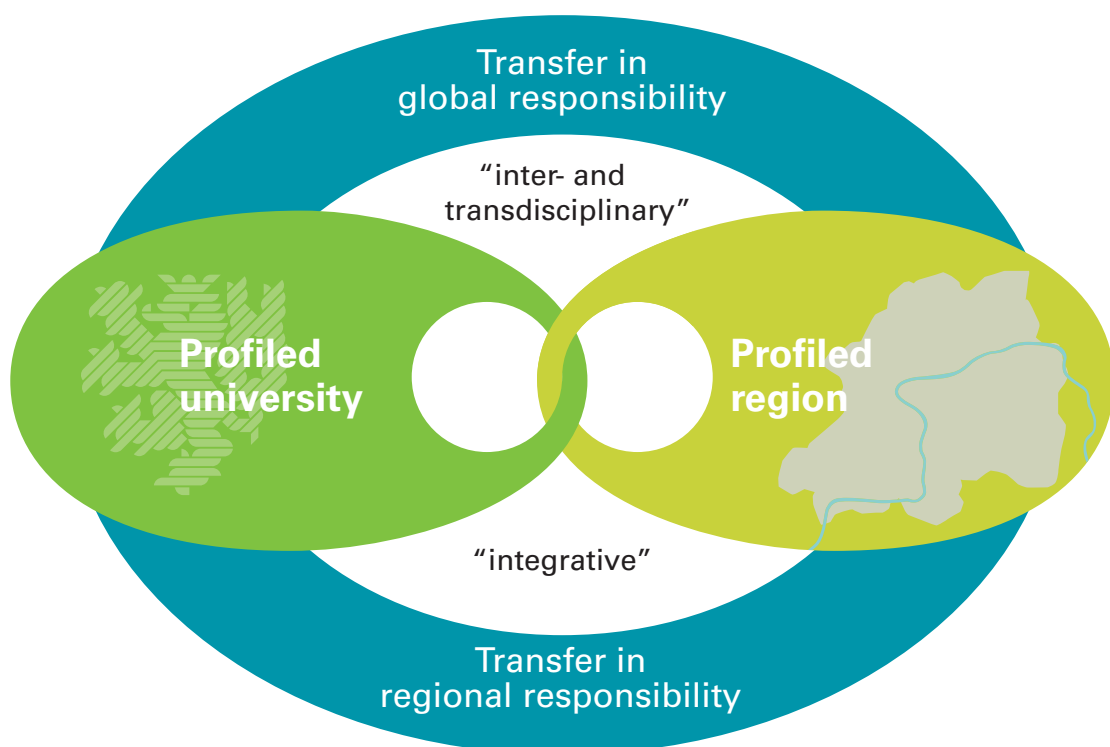 Transfer in
global responsibility
“inter- and
transdisciplinary”
Profiled
university
Profiled
region
“integrative”
Transfer in
regional responsibility